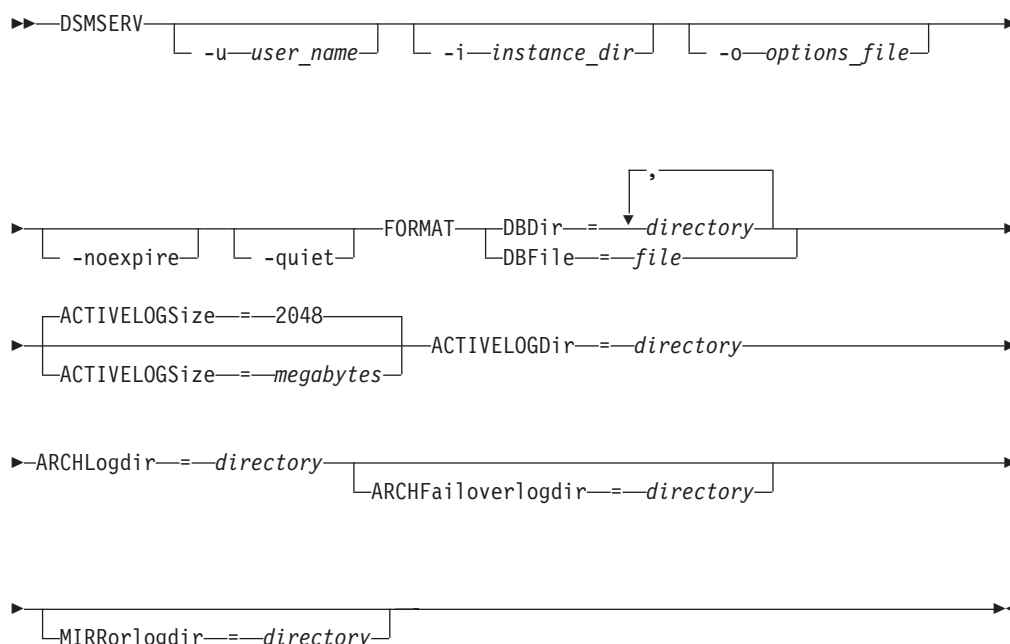 DSMSERV
-u user_name -i instance_dir -o options_file
,
FORMAT DBDir = directory
-noexpire -quiet DBFile = file
ACTIVELOGSize = 2048
ACTIVELOGDir = directory
ACTIVELOGSize = megabytes
ARCHLogdir = directory
ARCHFailoverlogdir = directory
MIRRorlogdir = directory